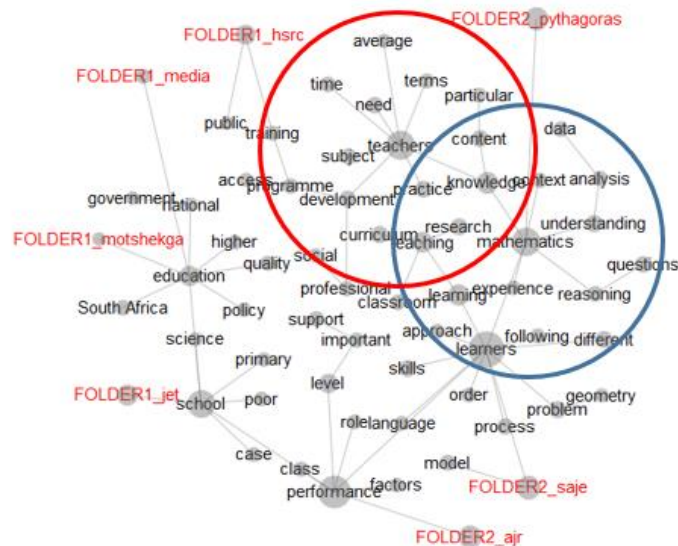 FOLDER2_pythagoras
FOLDER1_hsrc
average
FOLDER1_media
time
terms
need
particular
public
training
data
teachers
content
subject
access
programme
practice
knowledge
context
analysis
government
national
development
research
understanding
FOLDER1_motshekga
higher
curriculum
teaching
mathematics
education
quality
social
questions
South Africa
policy
professional
classroom
learning
experience
reasoning
support
science
important
approach
following
different
learners
primary
skills
FOLDER1_jet
school
poor
level
order
geometry
problem
role
language
process
case
class
model
performance
factors
FOLDER2_saje
FOLDER2_ajr